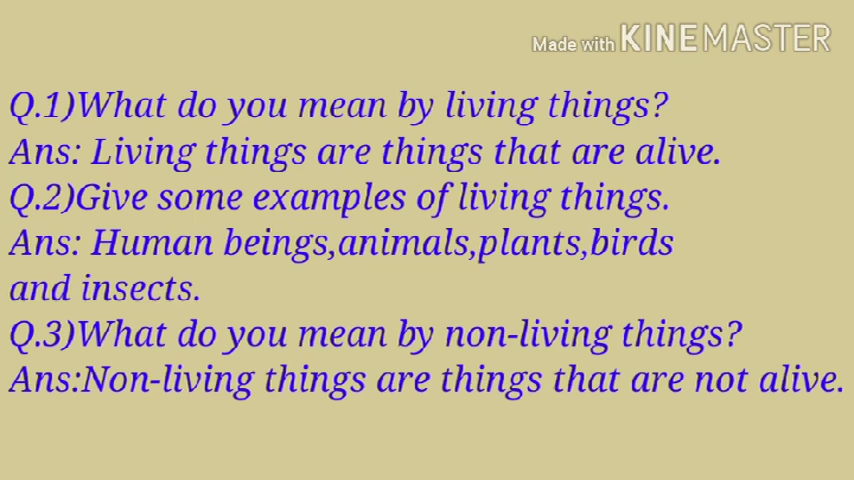 Made with KINEMASTER
Q.1)What do you mean by living things?
Ans: Living things are things that are alive.
Q.2)Give some examples of living things.
Ans: Human beings,animals,plants,birds
and insects.
Q.3)What do you mean by non-living things?
Ans:Non-living things are things that are not alive.